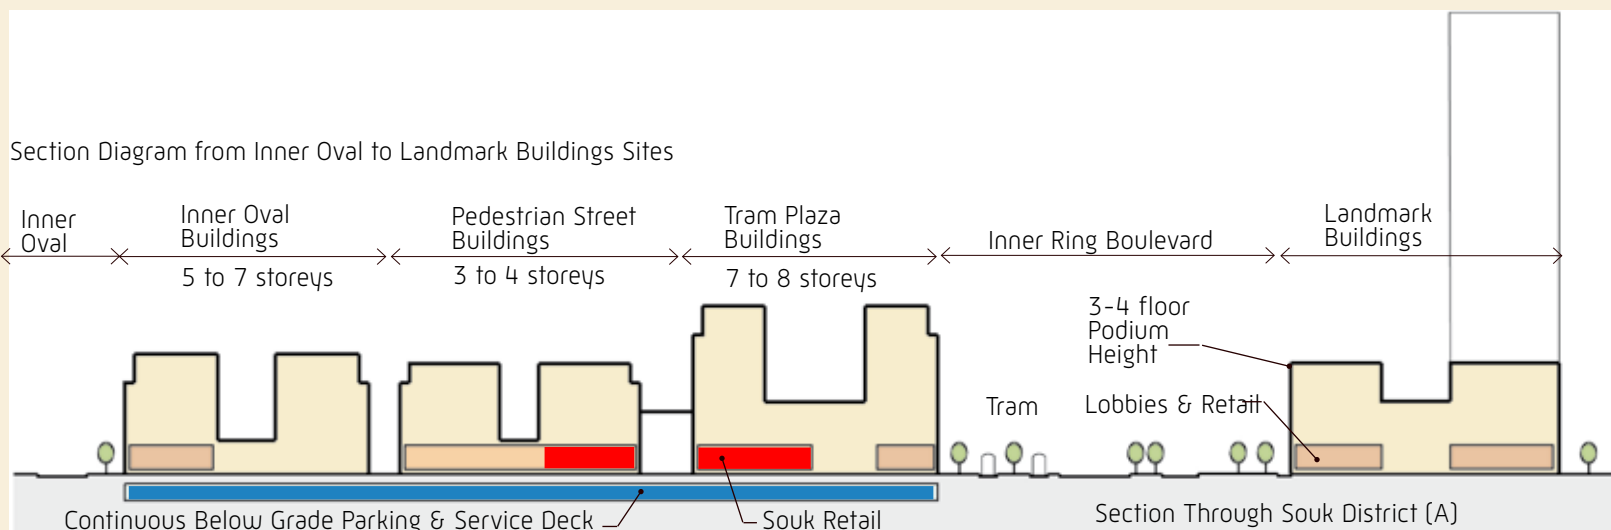 Section Diagram from Inner Oval to Landmark Buildings Sites
Inner
Oval
Inner Oval
Buildings
5 to 7 storeys
Pedestrian Street
Buildings
3 to 4 storeys
Tram Plaza
Buildings
7 to 8 storeys
Inner Ring Boulevard
Landmark
Buildings
3-4 floor
Podium
Height
Tram
Lobbies & Retail
Continuous Below Grade Parking & Service Deck
Souk Retail
Section Through Souk District (A)